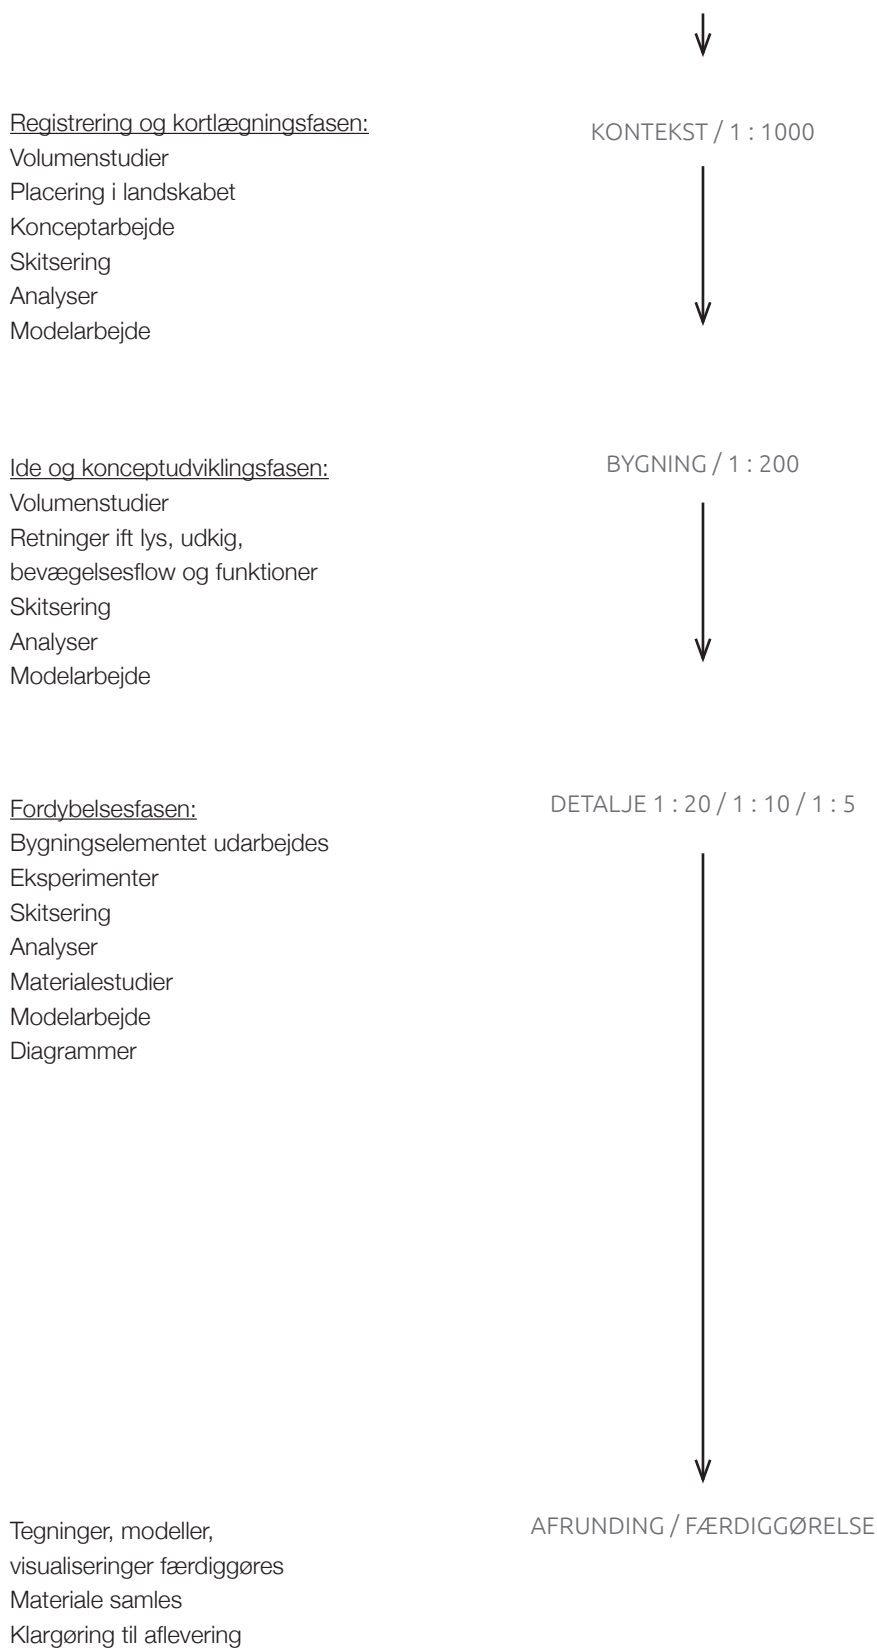 Registrering og kortlægningsfasen:
Volumenstudier
Placering i landskabet
Konceptarbejde
Skitsering
Analyser
Modelarbejde
KONTEKST / 1 : 1000
Ide og konceptudviklingsfasen:
Volumenstudier
Retninger ift lys, udkig,
bevægelsesflow og funktioner
Skitsering
Analyser
Modelarbejde
BYGNING / 1 : 200
Fordybelsesfasen:
Bygningselementet udarbejdes
Eksperimenter
Skitsering
Analyser
Materialestudier
Modelarbejde
Diagrammer
DETALJE 1 : 20 / 1 : 10 / 1 : 5
Tegninger, modeller,
visualiseringer færdiggøres
Materiale samles
Klargøring til aflevering
AFRUNDING / FÆRDIGGØRELSE